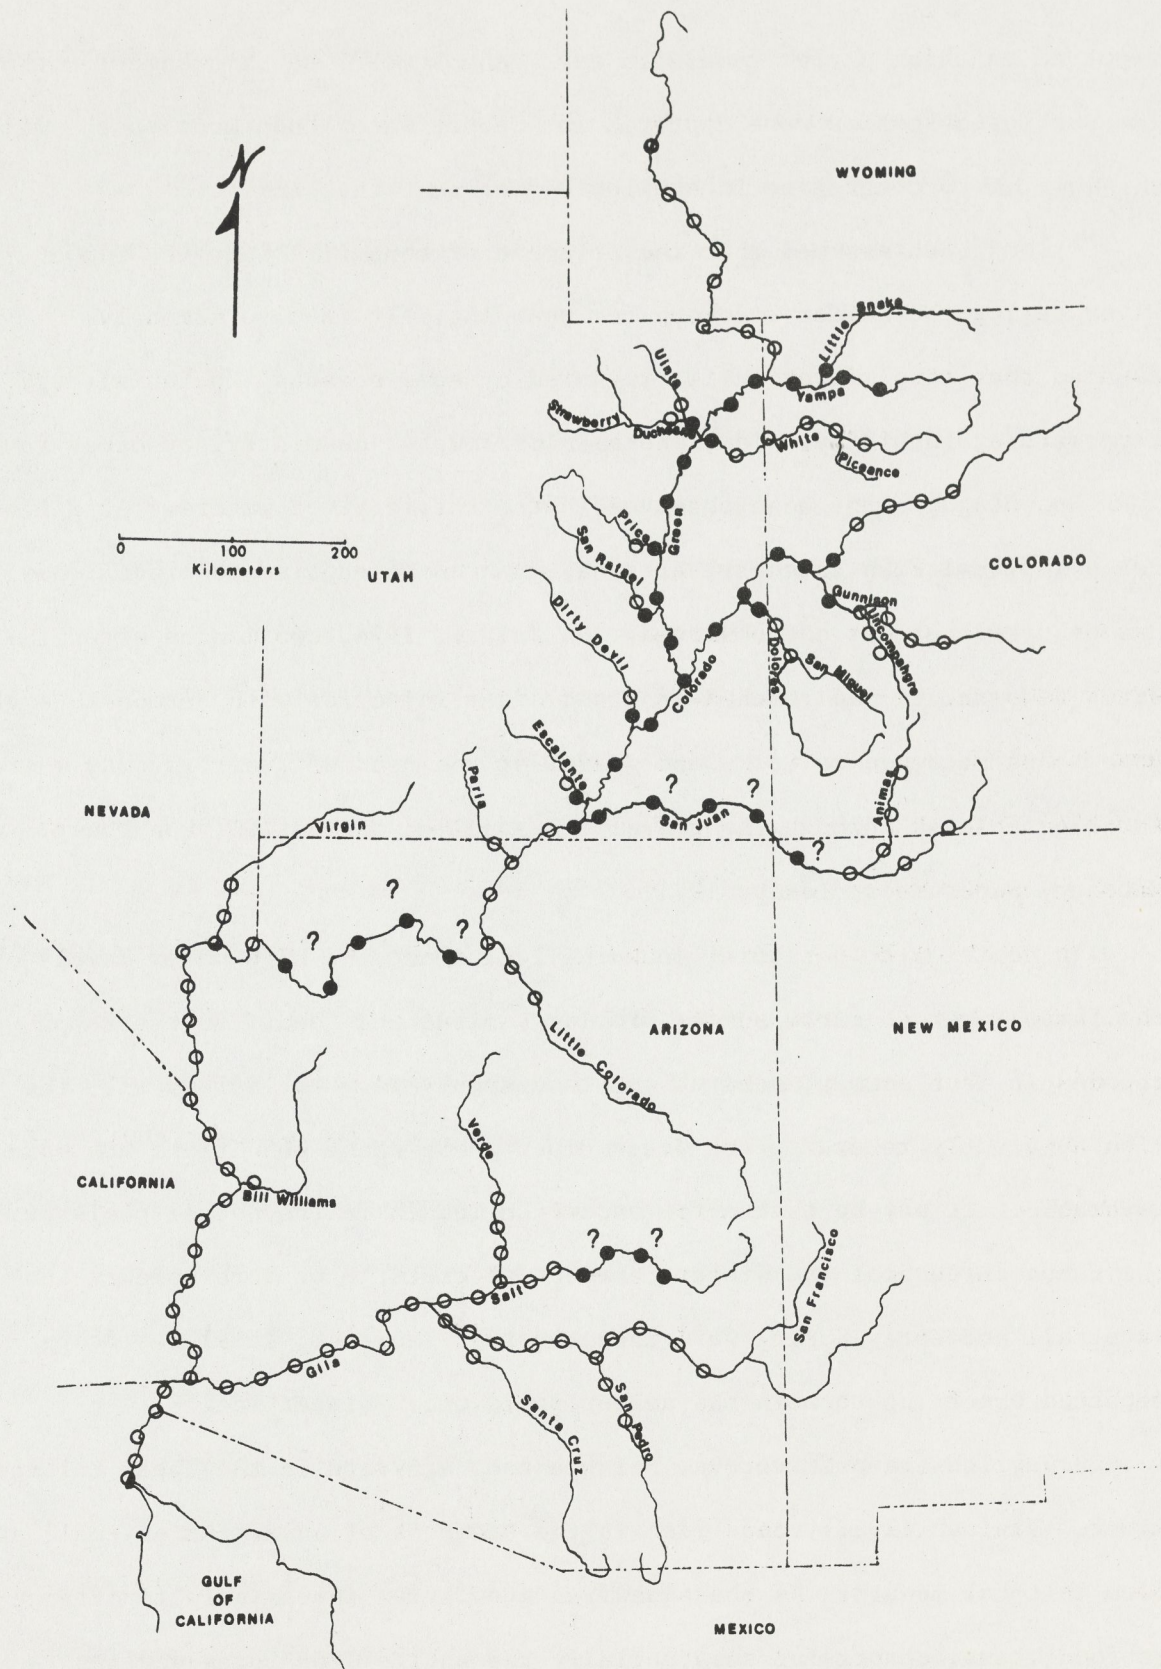 N
WYOMING
Snake
Little
Uinta
Yampa
Strawberry
Duchesne
White
Piceance
Green
Price
San Rafael
0 100 200
Kilometers
UTAH
COLORADO
Gunnison
Uncompahgre
Dirty Devil
Dolores
San Miguel
Colorado
Escalante
Paria
Animas
? ?
San Juan
?
NEVADA
Virgin
?
? ?
ARIZONA
NEW MEXICO
Little Colorado
Verde
CALIFORNIA
Bill Williams
? ?
San Francisco
Salt
Gila
San Pedro
Santa Cruz
GULF
OF
CALIFORNIA
MEXICO